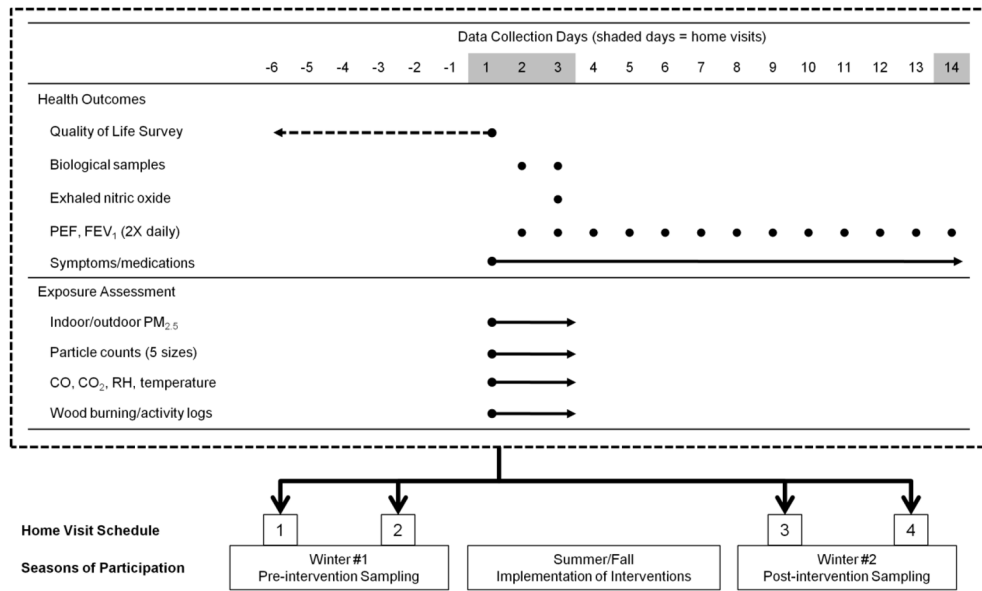 Data Collection Days (shaded days = home visits)
-6 -5 -4 -3 -2 -1 1 2 3 4 5 6 7 8 9 10 11 12 13 14
Health Outcomes
Quality of Life Survey
Biological samples
Exhaled nitric oxide
PEF, FEV₁ (2X daily)
Symptoms/medications
Exposure Assessment
Indoor/outdoor PM₂.₅
Particle counts (5 sizes)
CO, CO₂, RH, temperature
Wood burning/activity logs
Home Visit Schedule 1 2 3 4
Seasons of Participation
Winter #1
Pre-intervention Sampling
Summer/Fall
Implementation of Interventions
Winter #2
Post-intervention Sampling